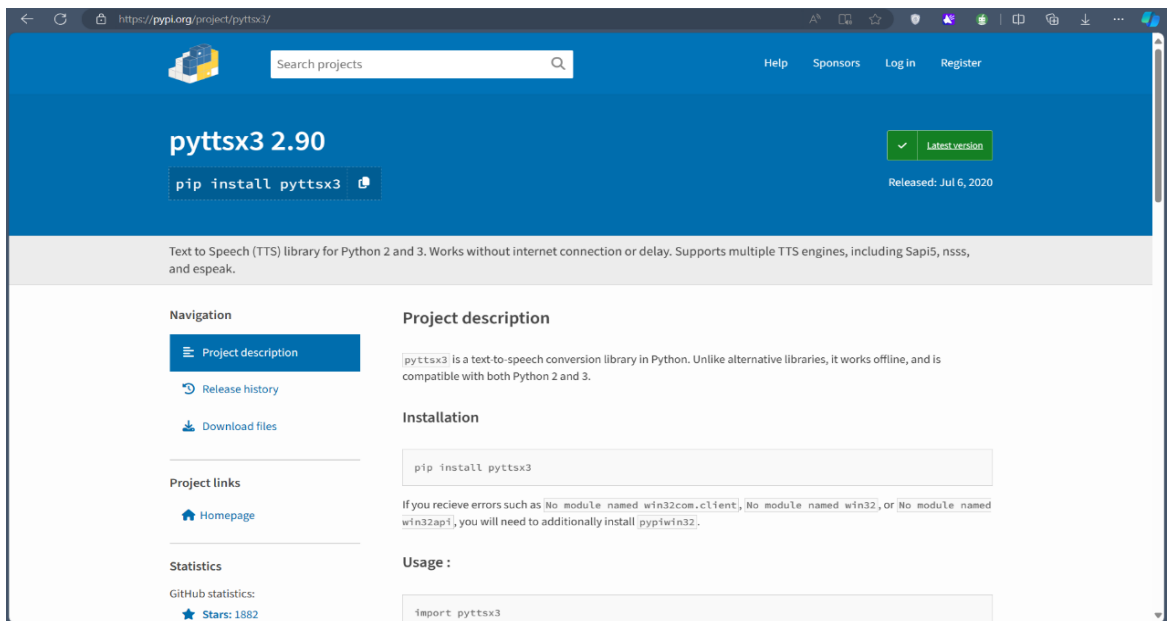 https://pypi.org/project/pyttsx3/
Search projects
Help
Sponsors
Log in
Register
pyttsx3 2.90
Latest version
pip install pyttsx3
Released: Jul 6, 2020
Text to Speech (TTS) library for Python 2 and 3. Works without internet connection or delay. Supports multiple TTS engines, including Sapi5, nsss,
and espeak.
Navigation
Project description
Release history
Download files
Project links
Homepage
Statistics
GitHub statistics:
Stars: 1882
Project description
pyttsx3 is a text-to-speech conversion library in Python. Unlike alternative libraries, it works offline, and is
compatible with both Python 2 and 3.
Installation
pip install pyttsx3
If you recieve errors such as No module named win32com.client, No module named win32, or No module named
win32api, you will need to additionally install pypiwin32.
Usage :
import pyttsx3